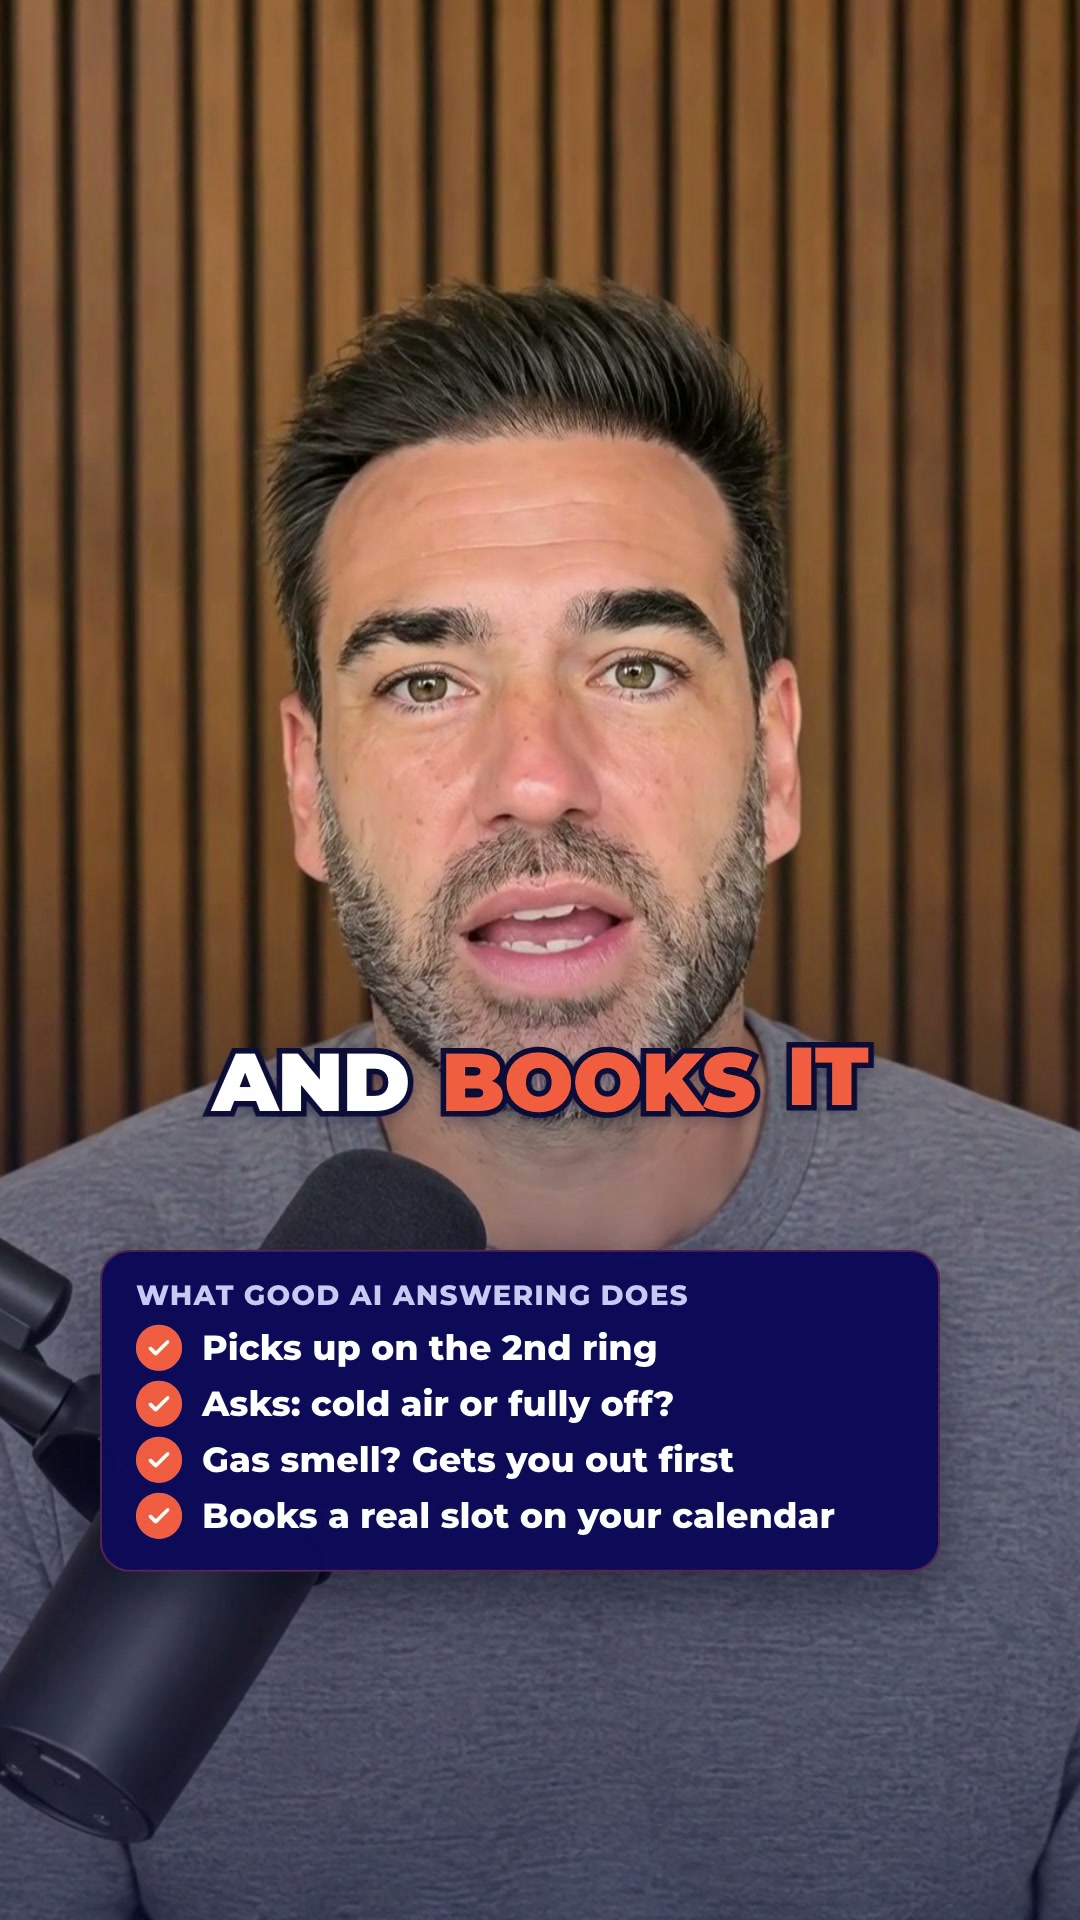 AND BOOKS IT
WHAT GOOD AI ANSWERING DOES
Picks up on the 2nd ring
Asks: cold air or fully off?
Gas smell? Gets you out first
Books a real slot on your calendar